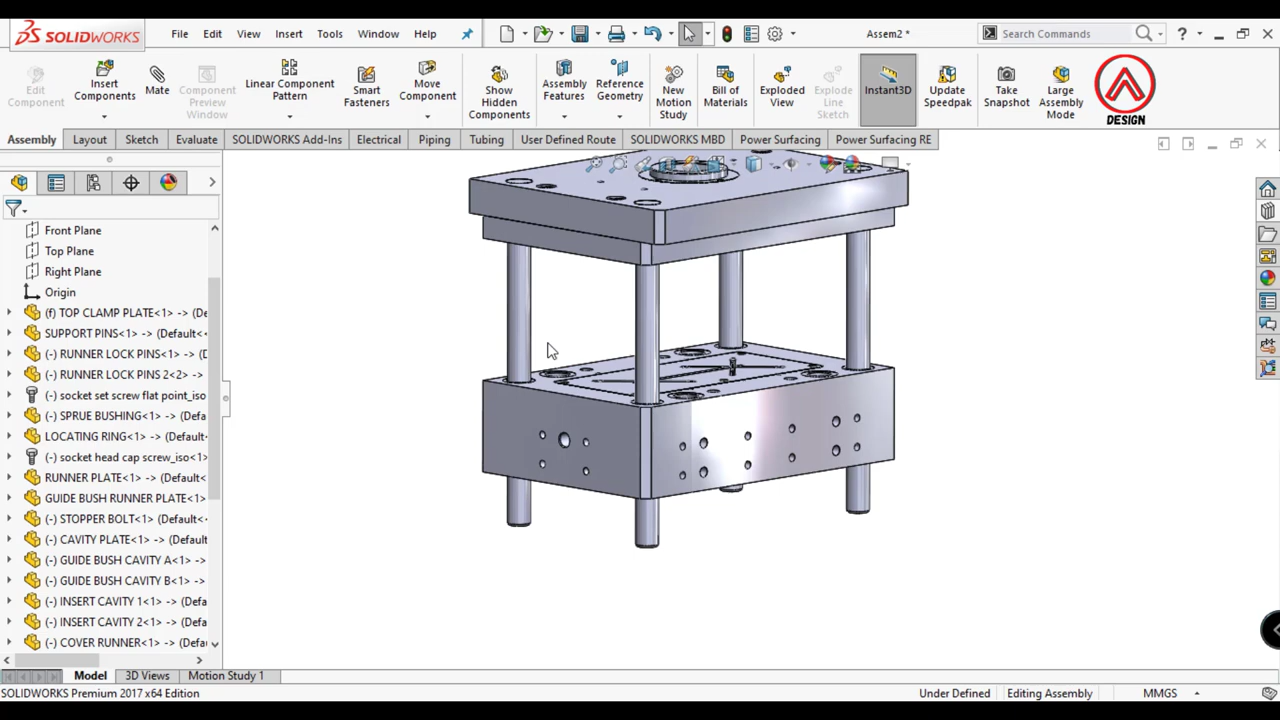 SOLIDWORKS File Edit View Insert Tools Window Help Assem2 * Search Commands ?
Edit Component
Insert Components
Mate
Component Preview Window
Linear Component Pattern
Smart Fasteners
Move Component
Show Hidden Components
Assembly Features
Reference Geometry
New Motion Study
Bill of Materials
Exploded View
Explode Line Sketch
Instant3D
Update Speedpak
Take Snapshot
Large Assembly Mode
DESIGN
Assembly Layout Sketch Evaluate SOLIDWORKS Add-Ins Electrical Piping Tubing User Defined Route SOLIDWORKS MBD Power Surfacing Power Surfacing RE
Front Plane
Top Plane
Right Plane
Origin
(f) TOP CLAMP PLATE<1> -> (De
SUPPORT PINS<1> -> (Default<
(-) RUNNER LOCK PINS<1> -> (D
(-) RUNNER LOCK PINS 2<2> ->
(-) socket set screw flat point_iso
(-) SPRUE BUSHING<1> -> (Defa
LOCATING RING<1> -> (Default<
(-) socket head cap screw_iso<1>
RUNNER PLATE<1> -> (Default<
GUIDE BUSH RUNNER PLATE<1>
(-) STOPPER BOLT<1> (Default<
(-) CAVITY PLATE<1> -> (Default
(-) GUIDE BUSH CAVITY A<1> ->
(-) GUIDE BUSH CAVITY B<1> ->
(-) INSERT CAVITY 1<1> -> (Defa
(-) INSERT CAVITY 2<1> -> (Defa
(-) COVER RUNNER<1> -> (Defau
Model 3D Views Motion Study 1
SOLIDWORKS Premium 2017 x64 Edition Under Defined Editing Assembly MMGS